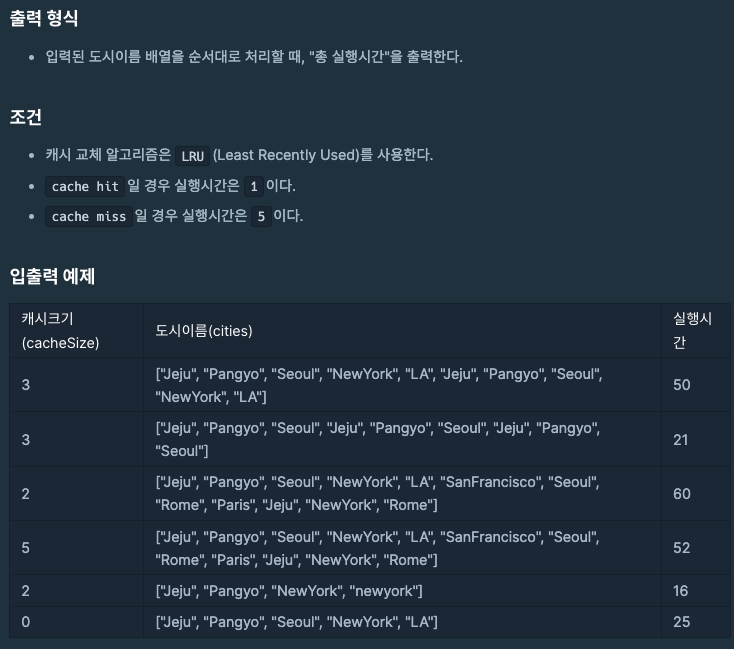 출력 형식
입력된 도시이름 배열을 순서대로 처리할 때, "총 실행시간"을 출력한다.
조건
캐시 교체 알고리즘은 LRU (Least Recently Used)를 사용한다.
cache hit 일 경우 실행시간은 1 이다.
cache miss 일 경우 실행시간은 5 이다.
입출력 예제
캐시크기
(cacheSize)
도시이름(cities)
실행시
간
3
["Jeju", "Pangyo", "Seoul", "NewYork", "LA", "Jeju", "Pangyo", "Seoul",
"NewYork", "LA"]
50
3
["Jeju", "Pangyo", "Seoul", "Jeju", "Pangyo", "Seoul", "Jeju", "Pangyo",
"Seoul"]
21
2
["Jeju", "Pangyo", "Seoul", "NewYork", "LA", "SanFrancisco", "Seoul",
"Rome", "Paris", "Jeju", "NewYork", "Rome"]
60
5
["Jeju", "Pangyo", "Seoul", "NewYork", "LA", "SanFrancisco", "Seoul",
"Rome", "Paris", "Jeju", "NewYork", "Rome"]
52
2
["Jeju", "Pangyo", "NewYork", "newyork"]
16
0
["Jeju", "Pangyo", "Seoul", "NewYork", "LA"]
25